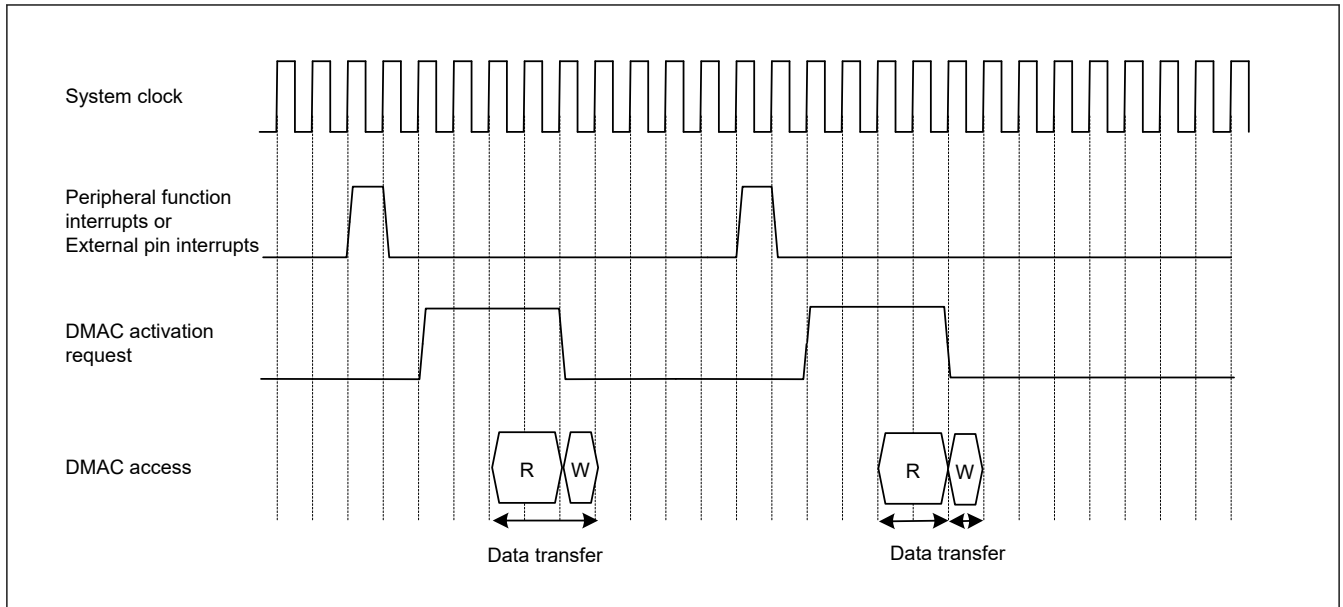 System clock
Peripheral function
interrupts or
External pin interrupts
DMAC activation
request
DMAC access
R
W
R
W
Data transfer
Data transfer